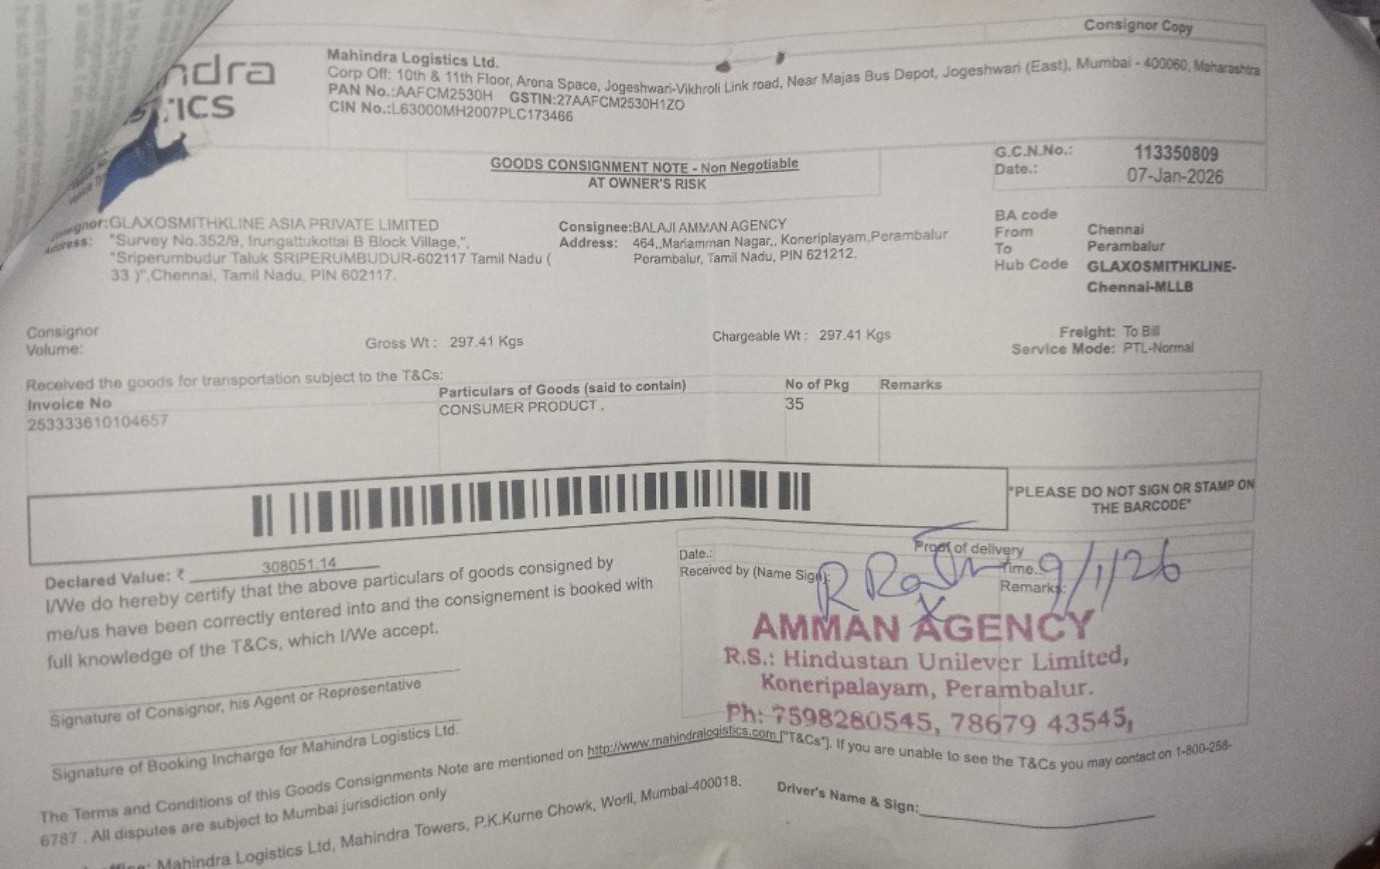 Consignor Copy
ndra
ICS
Mahindra Logistics Ltd.
Corp Off: 10th & 11th Floor, Arona Space, Jogeshwari-Vikhroli Link road, Near Majas Bus Depot, Jogeshwari (East), Mumbai - 400060, Maharashtra
PAN No.:AAFCM2530H GSTIN:27AAFCM2530H1ZO
CIN No.:L63000MH2007PLC173466
GOODS CONSIGNMENT NOTE - Non Negotiable
AT OWNER'S RISK
G.C.N.No.: 113350809
Date.: 07-Jan-2026
gnor:GLAXOSMITHKLINE ASIA PRIVATE LIMITED
Address: "Survey No.352/9, Irungattukottai B Block Village,",
"Sriperumbudur Taluk SRIPERUMBUDUR-602117 Tamil Nadu (
33 )",Chennai, Tamil Nadu, PIN 602117.
Consignee:BALAJI AMMAN AGENCY
Address: 464,,Mariamman Nagar,, Koneriplayam,Perambalur
Perambalur, Tamil Nadu, PIN 621212.
BA code
From Chennai
To Perambalur
Hub Code GLAXOSMITHKLINE-
Chennai-MLLB
Consignor
Volume:
Gross Wt : 297.41 Kgs
Chargeable Wt : 297.41 Kgs
Freight: To Bill
Service Mode: PTL-Normal
Received the goods for transportation subject to the T&Cs:
Invoice No Particulars of Goods (said to contain) No of Pkg Remarks
253333610104657 CONSUMER PRODUCT . 35
*PLEASE DO NOT SIGN OR STAMP ON
THE BARCODE*
Declared Value: ₹ 308051.14
I/We do hereby certify that the above particulars of goods consigned by
me/us have been correctly entered into and the consignement is booked with
full knowledge of the T&Cs, which I/We accept.
Signature of Consignor, his Agent or Representative
Signature of Booking Incharge for Mahindra Logistics Ltd.
Proof of delivery
Date.:
Time.:
Received by (Name Sign):
Remarks:
9/1/26
AMMAN AGENCY
R.S.: Hindustan Unilever Limited,
Koneripalayam, Perambalur.
Ph: 7598280545, 78679 43545,
The Terms and Conditions of this Goods Consignments Note are mentioned on http://www.mahindralogistics.com ["T&Cs"]. If you are unable to see the T&Cs you may contact on 1-800-258-
6787 . All disputes are subject to Mumbai jurisdiction only
Driver's Name & Sign:
office: Mahindra Logistics Ltd, Mahindra Towers, P.K.Kurne Chowk, Worli, Mumbai-400018.